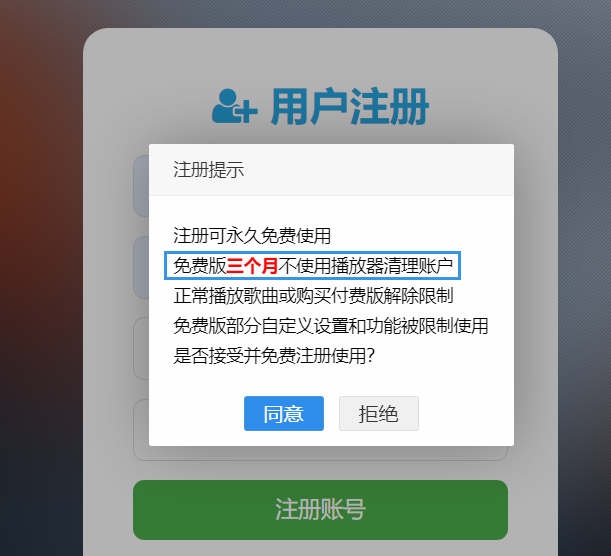 用户注册
注册提示
注册可永久免费使用
免费版三个月不使用播放器清理账户
正常播放歌曲或购买付费版解除限制
免费版部分自定义设置和功能被限制使用
是否接受并免费注册使用?
同意 拒绝
注册账号